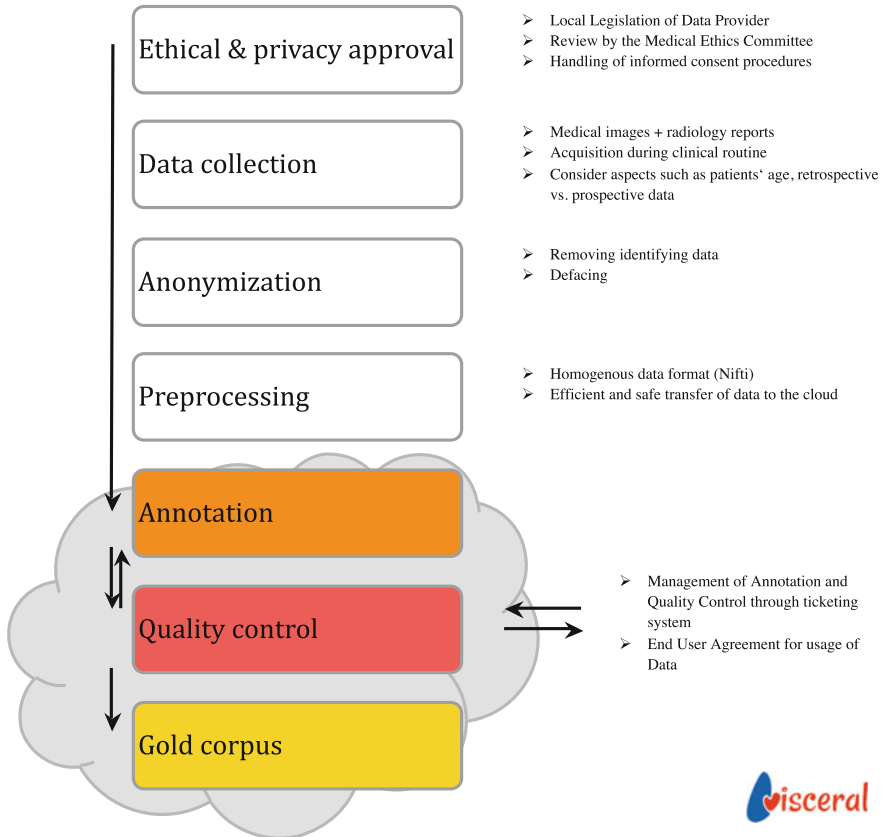 Ethical & privacy approval
➢ Local Legislation of Data Provider
➢ Review by the Medical Ethics Committee
➢ Handling of informed consent procedures
Data collection
➢ Medical images + radiology reports
➢ Acquisition during clinical routine
➢ Consider aspects such as patients‘ age, retrospective
vs. prospective data
Anonymization
➢ Removing identifying data
➢ Defacing
Preprocessing
➢ Homogenous data format (Nifti)
➢ Efficient and safe transfer of data to the cloud
Annotation
Quality control
➢ Management of Annotation and
Quality Control through ticketing
system
➢ End User Agreement for usage of
Data
Gold corpus
visceral